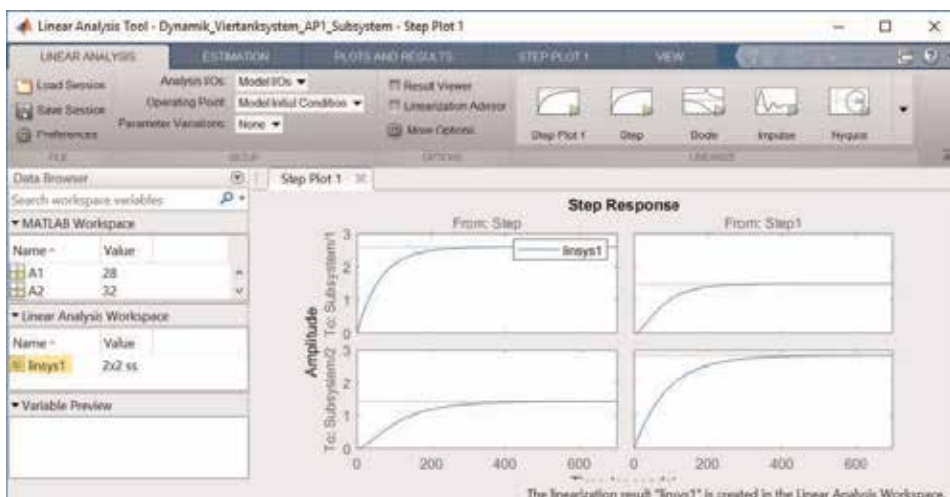 Linear Analysis Tool - Dynamik_Viertanksystem_AP1_Subsystem - Step Plot 1
LINEAR ANALYSIS ESTIMATION PLOTS AND RESULTS STEP PLOT 1 VIEW
Load Session
Save Session
Preferences
FILE
Analysis I/Os: Model I/Os
Operating Point: Model Initial Condition
Parameter Variations: None
SETUP
Result Viewer
Linearization Advisor
More Options
OPTIONS
Step Plot 1 Step Bode Impulse Nyquist
LINEARIZE
Data Browser
Search workspace variables
MATLAB Workspace
Name Value
A1 28
A2 32
Linear Analysis Workspace
Name Value
linsys1 2x2 ss
Variable Preview
Step Plot 1
Step Response
From: Step From: Step1
linsys1
Amplitude
To: Subsystem/1
To: Subsystem/2
3
2
1
0
3
2
1
0
0 200 400 600 0 200 400 600
The linearization result "linsys1" is created in the Linear Analysis Workspace.